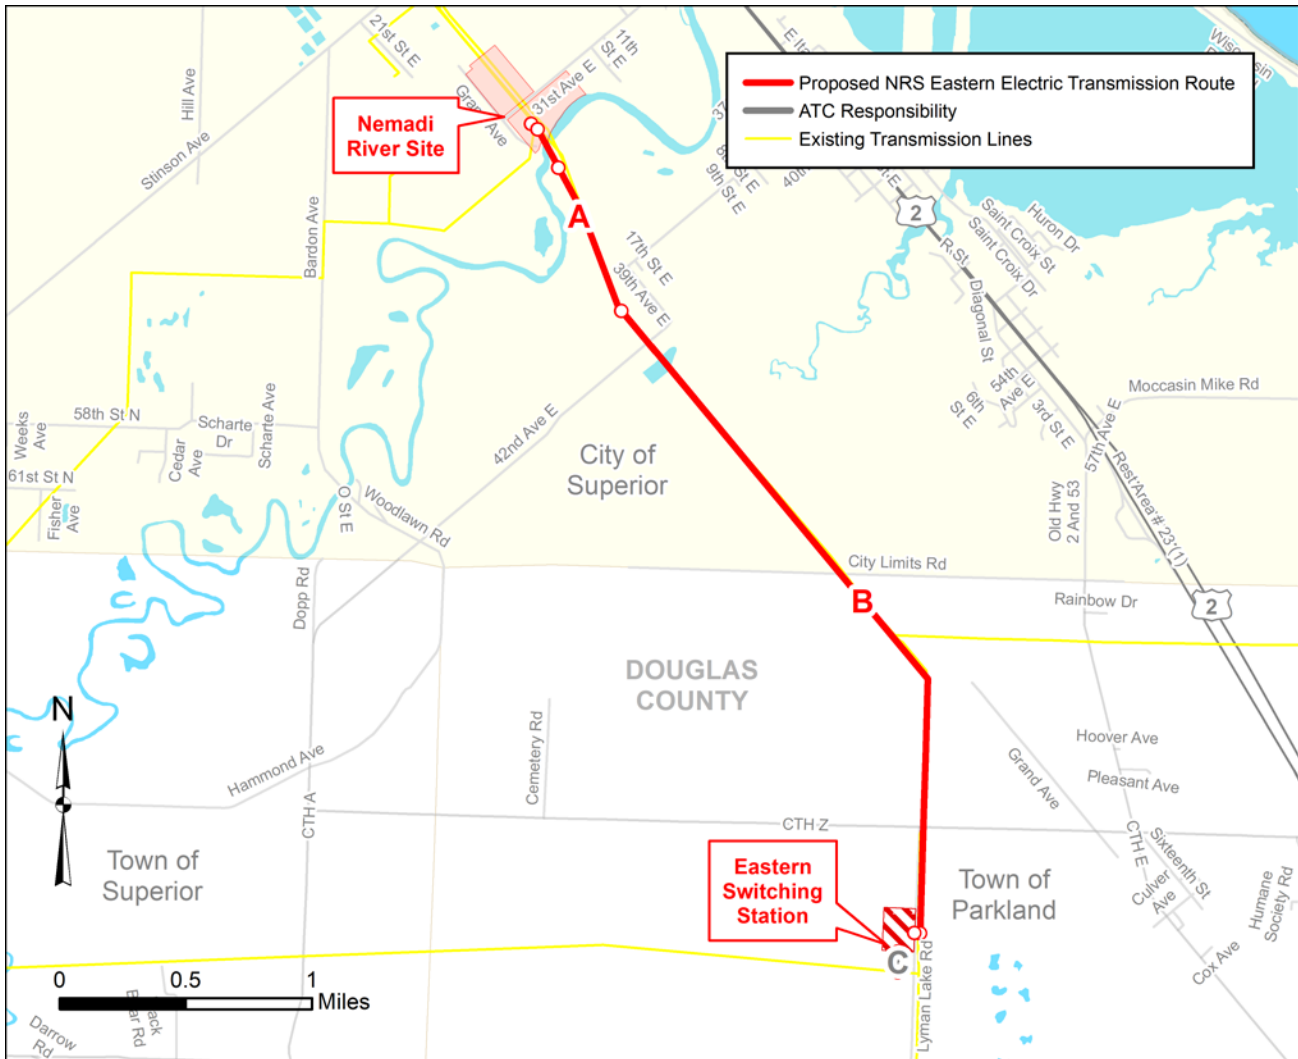 21st St E
11th
St E
31st Ave E
Hill Ave
Stinson Ave
Nemadi
River Site
Proposed NRS Eastern Electric Transmission Route
ATC Responsibility
Existing Transmission Lines
9th St E
A
2
R St
Saint Croix St
Saint Croix Dr
Huron Dr
Bardon Ave
17th St E
39th Ave E
Diagonal St
54th
Ave E
6th
St E
3rd St E
Moccasin Mike Rd
57th Ave E
Rest Area # 23 (1)
Old Hwy
2 And 53
Weeks
Ave
58th St N
Scharte
Dr
Scharte Ave
Cedar
Ave
61st St N
Fisher
Ave
42nd Ave E
City of
Superior
O St E
Woodlawn Rd
City Limits Rd
Dopp Rd
B
Rainbow Dr
2
DOUGLAS
COUNTY
N
Hammond Ave
Cemetery Rd
Grand Ave
Hoover Ave
Pleasant Ave
CTH A
CTH Z
CTH E
Sixteenth St
Culver
Ave
Humane
Society Rd
Town of
Superior
Eastern
Switching
Station
Town of
Parkland
C
Cox Ave
Lyman Lake Rd
0 0.5 1
Miles
Darrow
Rd